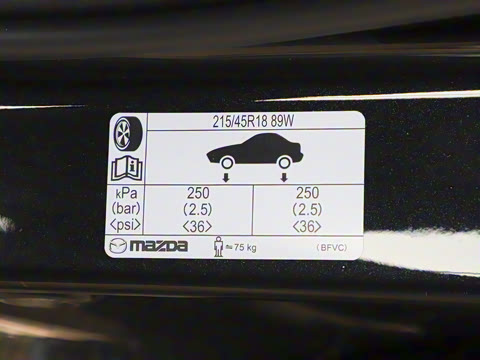 215/45R18 89W
kPa 250 250
(bar) (2.5) (2.5)
<psi> <36> <36>
mazda ≈75 kg (BFVC)